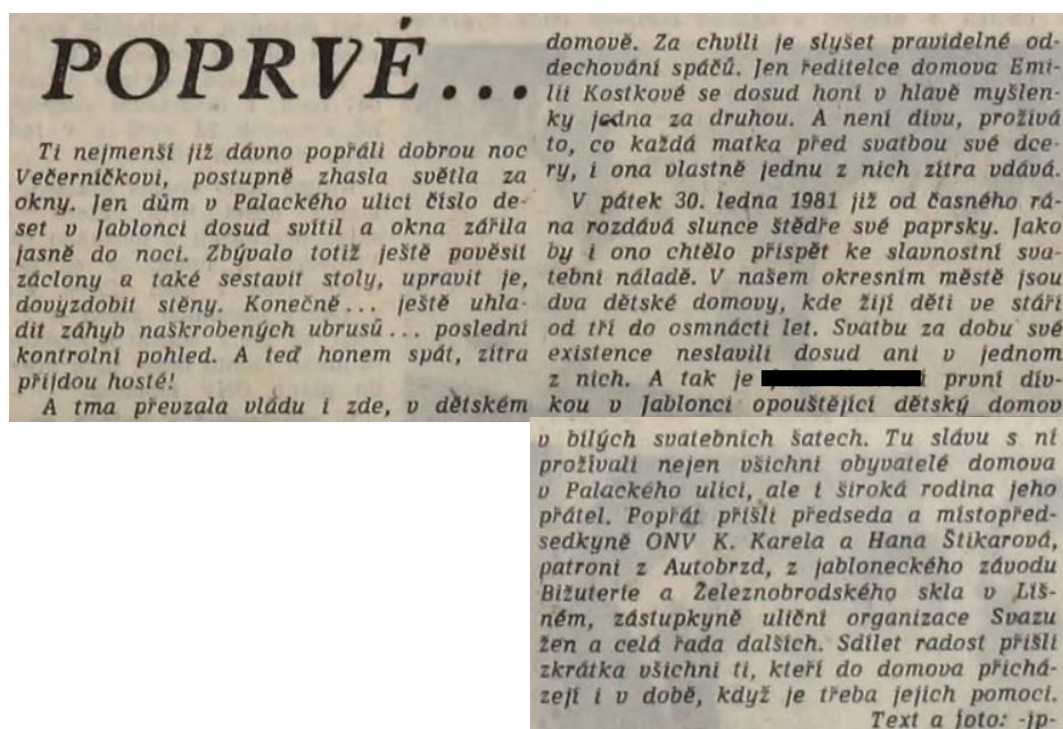 POPRVÉ...
Ti nejmenší již dávno popřáli dobrou noc
Večerníčkovi, postupně zhasla světla za
okny. Jen dům v Palackého ulici číslo de-
set v Jablonci dosud svítil a okna zářila
jasně do noci. Zbývalo totiž ještě pověsit
záclony a také sestavit stoly, upravit je,
dovyzdobit stěny. Konečně... ještě uhla-
dit záhyb naškrobených ubrusů... poslední
kontrolní pohled. A teď honem spát, zítra
přijdou hosté!
A tma převzala vládu i zde, v dětském
domově. Za chvíli je slyšet pravidelné od-
dechování spáčů. Jen ředitelce domova Emi-
lii Kostkové se dosud honí v hlavě myšlen-
ky jedna za druhou. A není divu, prožívá
to, co každá matka před svatbou své dce-
ry, i ona vlastně jednu z nich zítra vdává.
V pátek 30. ledna 1981 již od časného rá-
na rozdává slunce štědře své paprsky. Jako
by i ono chtělo přispět ke slavnostní sva-
tební náladě. V našem okresním městě jsou
dva dětské domovy, kde žijí děti ve stáří
od tří do osmnácti let. Svatbu za dobu své
existence neslavili dosud ani v jednom
z nich. A tak je první dív-
kou v Jablonci opouštějící dětský domov
v bílých svatebních šatech. Tu slávu s ní
prožívali nejen všichni obyvatelé domova
v Palackého ulici, ale i široká rodina jeho
přátel. Popřát přišli předseda a místopřed-
sedkyně ONV K. Karela a Hana Štikarová,
patroni z Autobrzd, z jabloneckého závodu
Bižuterie a Železnobrodského skla v Líš-
ném, zástupkyně uliční organizace Svazu
žen a celá řada dalších. Sdílet radost přišli
zkrátka všichni ti, kteří do domova přichá-
zejí i v době, když je třeba jejich pomoci.
Text a foto: -jp-